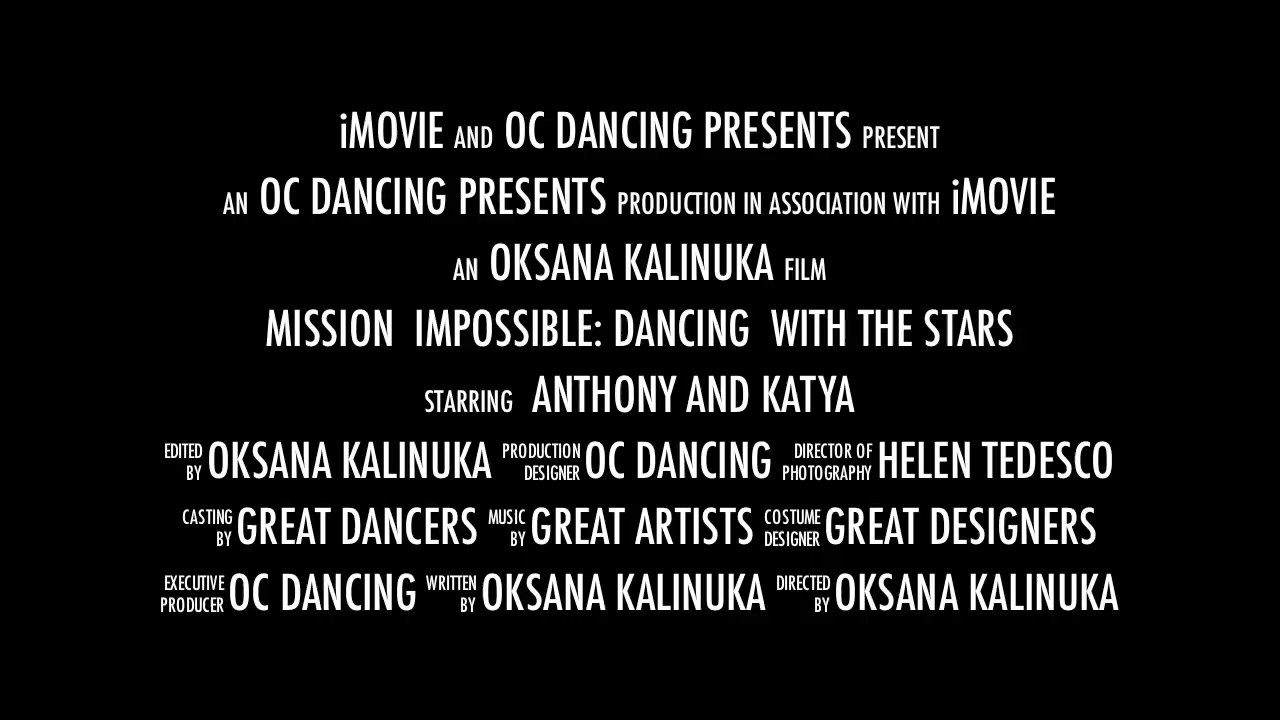 iMOVIE AND OC DANCING PRESENTS PRESENT
AN OC DANCING PRESENTS PRODUCTION IN ASSOCIATION WITH iMOVIE
AN OKSANA KALINUKA FILM
MISSION IMPOSSIBLE: DANCING WITH THE STARS
STARRING ANTHONY AND KATYA
EDITED BY OKSANA KALINUKA PRODUCTION DESIGNER OC DANCING DIRECTOR OF PHOTOGRAPHY HELEN TEDESCO
CASTING BY GREAT DANCERS MUSIC BY GREAT ARTISTS COSTUME DESIGNER GREAT DESIGNERS
EXECUTIVE PRODUCER OC DANCING WRITTEN BY OKSANA KALINUKA DIRECTED BY OKSANA KALINUKA